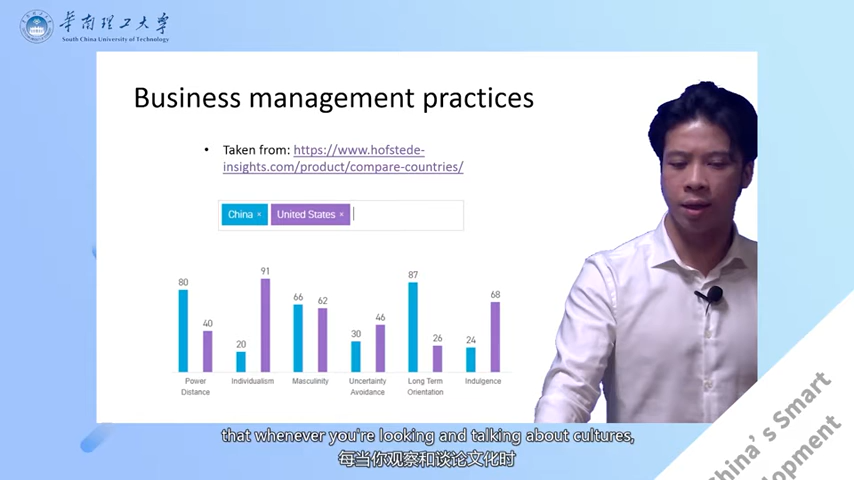 華南理工大學
South China University of Technology
Business management practices
• Taken from: https://www.hofstede-
insights.com/product/compare-countries/
China × United States ×
80 40 20 91 66 62 30 46 87 26 24 68
Power
Distance
Individualism
Masculinity
Uncertainty
Avoidance
Long Term
Orientation
Indulgence
that whenever you're looking and talking about cultures,
每当你观察和谈论文化时
China's Smart